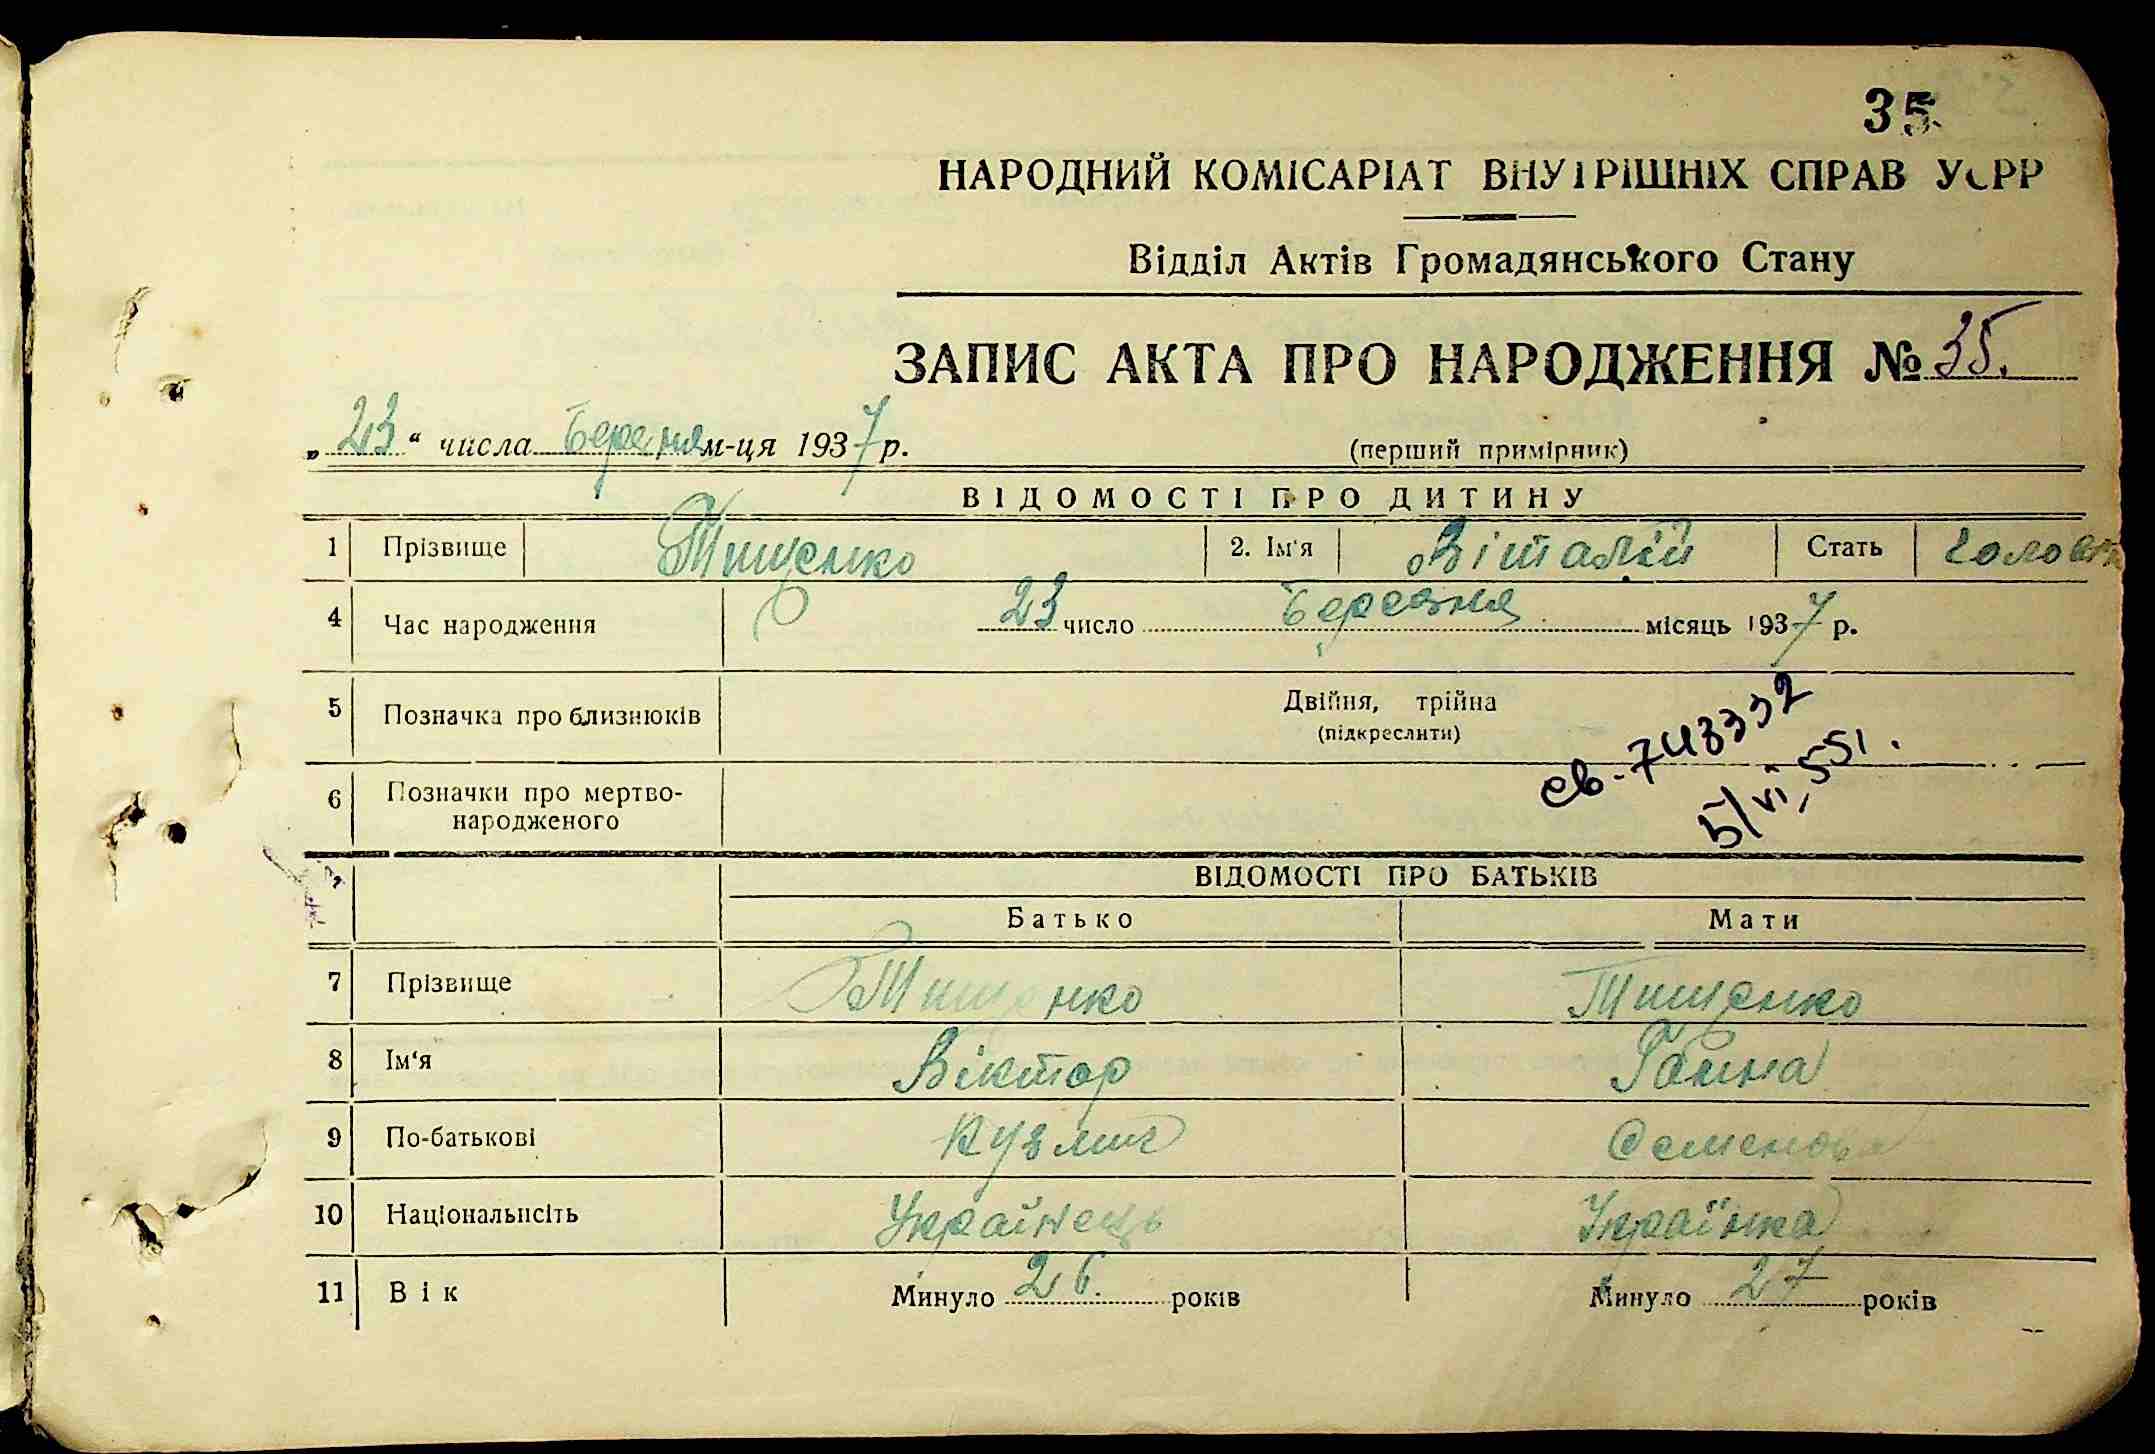 35
НАРОДНИЙ КОМІСАРІАТ ВНУТРІШНІХ СПРАВ УСРР
Відділ Актів Громадянського Стану
ЗАПИС АКТА ПРО НАРОДЖЕННЯ № 35.
„23“ числа Березня м-ця 1937 р. (перший примірник)
ВІДОМОСТІ ПРО ДИТИНУ
1 Прізвище Тищенко 2. Ім'я Віталій Стать
4 Час народження 23 число Березня місяць 1937 р.
5 Позначка про близнюків Двійня, трійна
(підкреслити)
св-743332
5/VI, 55
6 Позначки про мертво-
народженого
ВІДОМОСТІ ПРО БАТЬКІВ
Батько Мати
7 Прізвище Тищенко Тищенко
8 Ім'я Віктор Ганна
9 По-батькові Кузмич Семенова
10 Національність Українець Українка
11 Вік Минуло 26. років Минуло 27 років